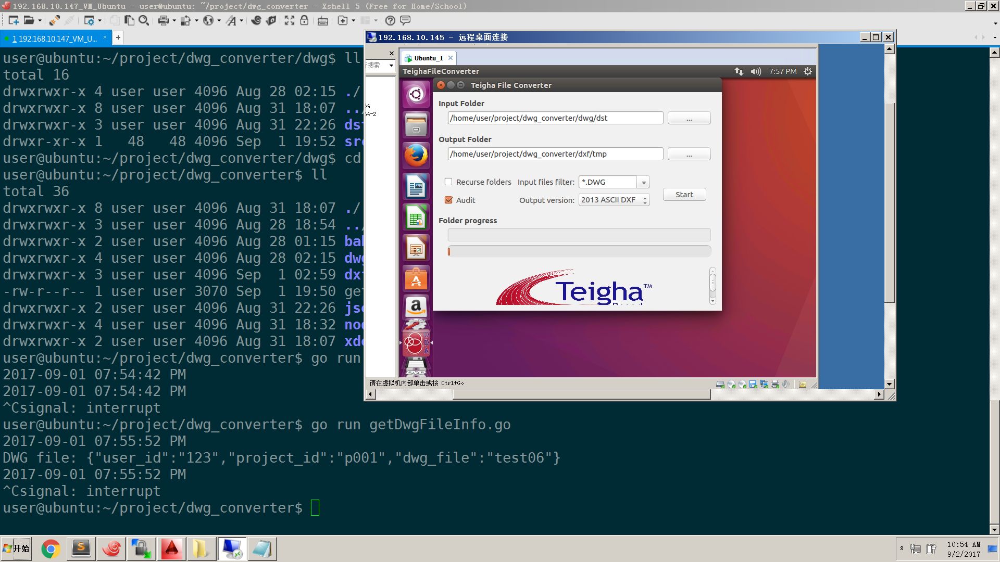 192.168.10.147_VM_Ubuntu - user@ubuntu: ~/project/dwg_converter - Xshell 5 (Free for Home/School)
1 192.168.10.147_VM_U...
user@ubuntu:~/project/dwg_converter/dwg$ ll
total 16
drwxrwxr-x 4 user user 4096 Aug 28 02:15 ./
drwxrwxr-x 8 user user 4096 Aug 31 18:07 ../
drwxrwxr-x 3 user user 4096 Aug 31 22:26 dst
drwxr-xr-x 1   48   48 4096 Sep  1 19:52 src
user@ubuntu:~/project/dwg_converter/dwg$ cd
user@ubuntu:~/project/dwg_converter$ ll
total 36
drwxrwxr-x 8 user user 4096 Aug 31 18:07 ./
drwxrwxr-x 3 user user 4096 Aug 28 18:54 ../
drwxrwxr-x 2 user user 4096 Aug 28 01:15 bak
drwxrwxr-x 4 user user 4096 Aug 28 02:15 dwg
drwxrwxr-x 3 user user 4096 Sep  1 02:59 dxf
-rw-r--r-- 1 user user 3070 Sep  1 19:50 get
drwxrwxr-x 2 user user 4096 Aug 31 22:26 jso
drwxrwxr-x 4 user user 4096 Aug 31 18:32 nod
drwxrwxr-x 2 user user 4096 Aug 31 18:07 xdo
user@ubuntu:~/project/dwg_converter$ go run
2017-09-01 07:54:42 PM
2017-09-01 07:54:42 PM
^Csignal: interrupt
user@ubuntu:~/project/dwg_converter$ go run getDwgFileInfo.go
2017-09-01 07:55:52 PM
DWG file: {"user_id":"123","project_id":"p001","dwg_file":"test06"}
2017-09-01 07:55:52 PM
^Csignal: interrupt
user@ubuntu:~/project/dwg_converter$
192.168.10.145 - 远程桌面连接
搜索
64
64-2
Ubuntu_1
TeighaFileConverter
7:57 PM
Teigha File Converter
Input Folder
/home/user/project/dwg_converter/dwg/dst
...
Output Folder
/home/user/project/dwg_converter/dxf/tmp
...
Recurse folders
Input files filter:
*.DWG
Audit
Output version:
2013 ASCII DXF
Start
Folder progress
Teigha™
ODA
DVD
请在虚拟机内部单击或按 Ctrl+G。
开始
10:54 AM
9/2/2017